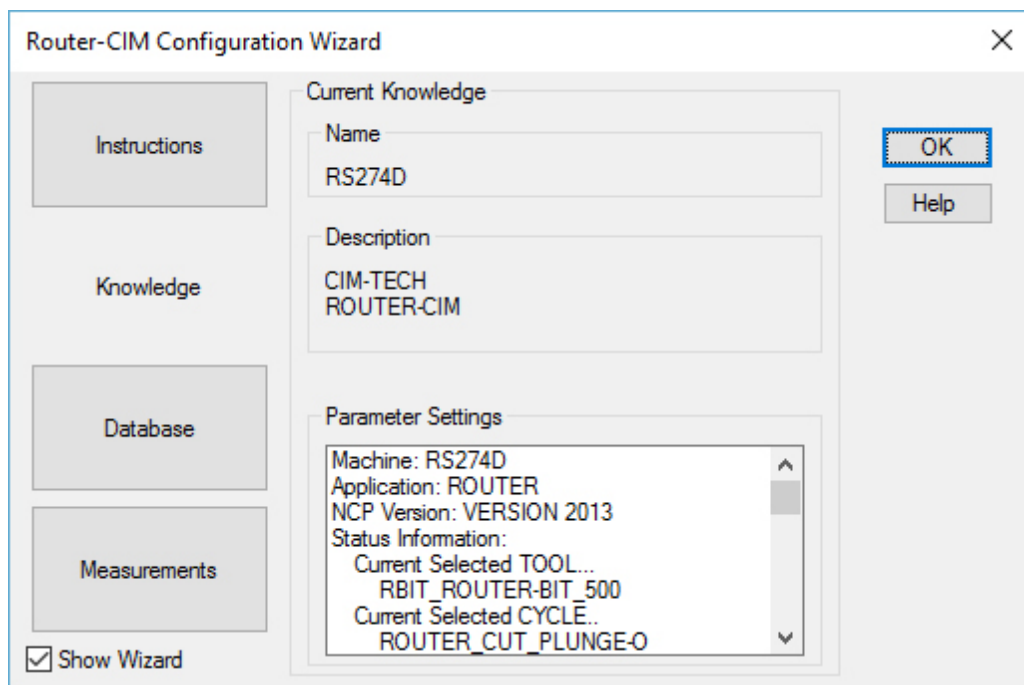 Router-CIM Configuration Wizard
Instructions
Knowledge
Database
Measurements
Show Wizard
Current Knowledge
Name
RS274D
Description
CIM-TECH
ROUTER-CIM
Parameter Settings
Machine: RS274D
Application: ROUTER
NCP Version: VERSION 2013
Status Information:
Current Selected TOOL...
RBIT_ROUTER-BIT_500
Current Selected CYCLE..
ROUTER_CUT_PLUNGE-O
OK
Help